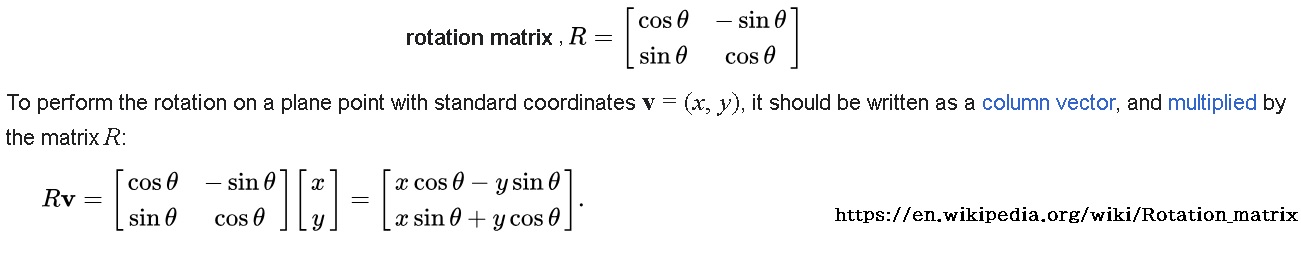 rotation matrix , R = [ cos θ − sin θ ; sin θ cos θ ]
To perform the rotation on a plane point with standard coordinates v = (x, y), it should be written as a column vector, and multiplied by
the matrix R:
Rv = [ cos θ − sin θ ; sin θ cos θ ] [ x ; y ] = [ x cos θ − y sin θ ; x sin θ + y cos θ ].
https://en.wikipedia.org/wiki/Rotation_matrix